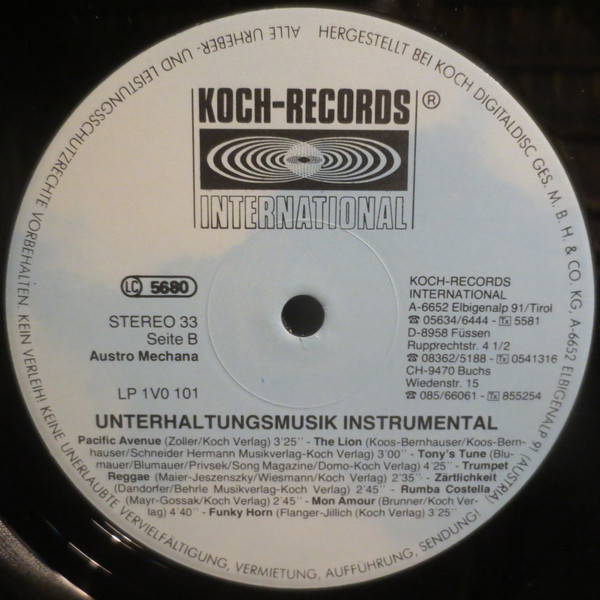 ALLE URHEBER- UND LEISTUNGSSCHUTZRECHTE VORBEHALTEN. KEIN VERLEIH! KEINE UNERLAUBTE VERVIELFÄLTIGUNG, VERMIETUNG, AUFFÜHRUNG, SENDUNG!
HERGESTELLT BEI KOCH DIGITALDISC GES. M. B. H. & CO. KG, A-6652 ELBIGENALP 91 (AUSTRIA)
KOCH-RECORDS ®
INTERNATIONAL
LC 5680
STEREO 33
Seite B
Austro Mechana
LP 1V0 101
KOCH-RECORDS
INTERNATIONAL
A-6652 Elbigenalp 91/Tirol
☎ 05634/6444 - Tx 5581
D-8958 Füssen
Rupprechtstr. 4 1/2
☎ 08362/5188 - Tx 0541316
CH-9470 Buchs
Wiedenstr. 15
☎ 085/66061 - Tx 855254
UNTERHALTUNGSMUSIK INSTRUMENTAL
Pacific Avenue (Zoller/Koch Verlag) 3'25" - The Lion (Koos-Bernhauser/Koos-Bern-
hauser/Schneider Hermann Musikverlag-Koch Verlag) 3'00" - Tony's Tune (Blu-
mauer/Blumauer/Privsek/Song Magazine/Domo-Koch Verlag) 4'25" - Trumpet
Reggae (Maier-Jeszenszky/Wiesmann/Koch Verlag) 2'35" - Zärtlichkeit
(Dandorfer/Behrle Musikverlag-Koch Verlag) 2'45" - Rumba Costella
(Mayr-Gossak/Koch Verlag) 2'45" - Mon Amour (Brunner/Koch Ver-
lag) 4'40" - Funky Horn (Flanger-Jillich (Koch Verlag) 3'25"